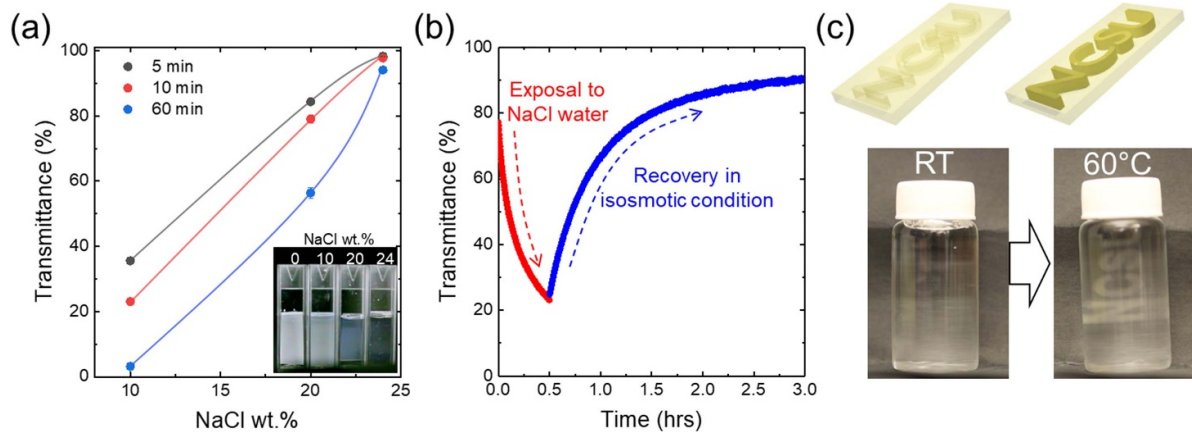 (a)
100
80
60
40
20
0
Transmittance (%)
5 min
10 min
60 min
NaCl wt.%
0 10 20 24
10 15 20 25
NaCl wt.%
(b)
100
80
60
40
20
0
Transmittance (%)
Exposal to
NaCl water
Recovery in
isosmotic condition
0.0 0.5 1.0 1.5 2.0 2.5 3.0
Time (hrs)
(c)
NCSU
NCSU
RT
60°C
NCSU